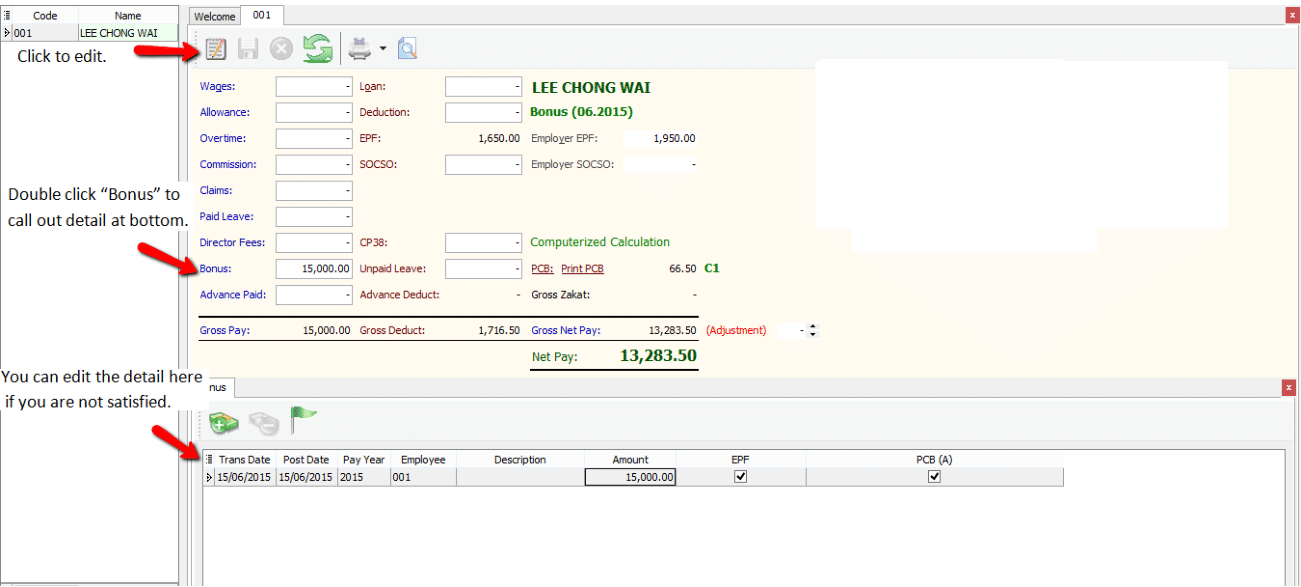 Code Name
001 LEE CHONG WAI
Click to edit.
Welcome 001
Wages: - Loan: - LEE CHONG WAI
Allowance: - Deduction: - Bonus (06.2015)
Overtime: - EPF: 1,650.00 Employer EPF: 1,950.00
Commission: - SOCSO: - Employer SOCSO: -
Double click “Bonus” to
call out detail at bottom.
Claims: -
Paid Leave: -
Director Fees: - CP38: - Computerized Calculation
Bonus: 15,000.00 Unpaid Leave: - PCB: Print PCB 66.50 C1
Advance Paid: - Advance Deduct: - Gross Zakat: -
Gross Pay: 15,000.00 Gross Deduct: 1,716.50 Gross Net Pay: 13,283.50 (Adjustment) -
Net Pay: 13,283.50
You can edit the detail here
if you are not satisfied.
nus
Trans Date Post Date Pay Year Employee Description Amount EPF PCB (A)
15/06/2015 15/06/2015 2015 001 15,000.00